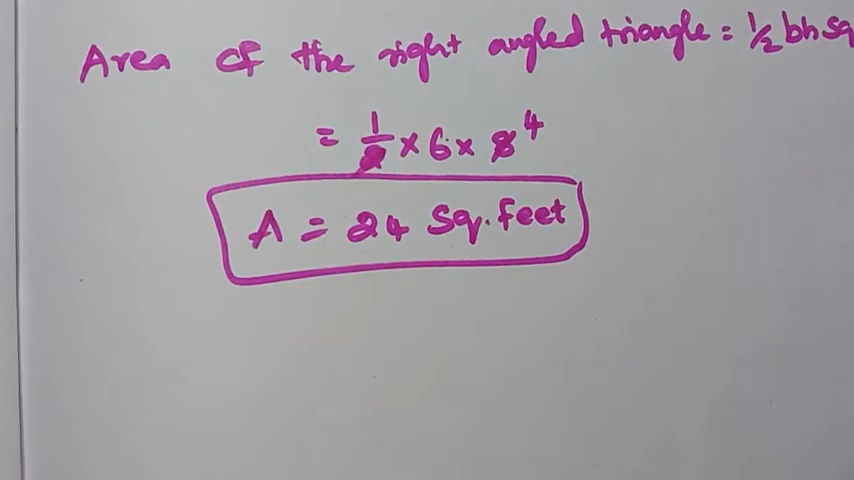 Area of the right angled triangle = 1/2 bh sq
= 1/2 × 6 × 8 4
A = 24 Sq. feet